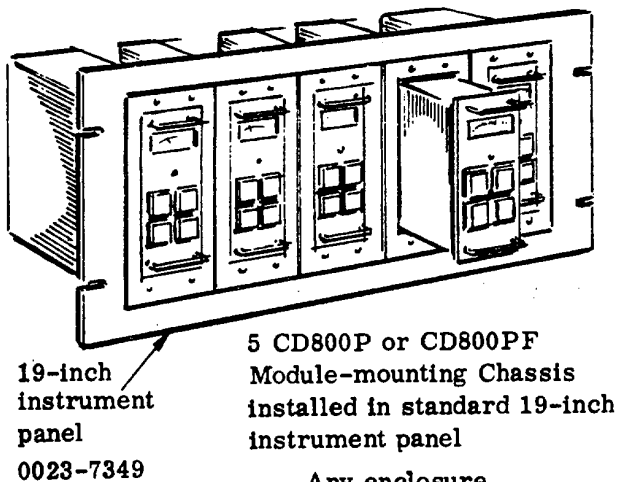 19-inch
instrument
panel
0023-7349
5 CD800P or CD800PF
Module-mounting Chassis
installed in standard 19-inch
instrument panel
Any enclosure